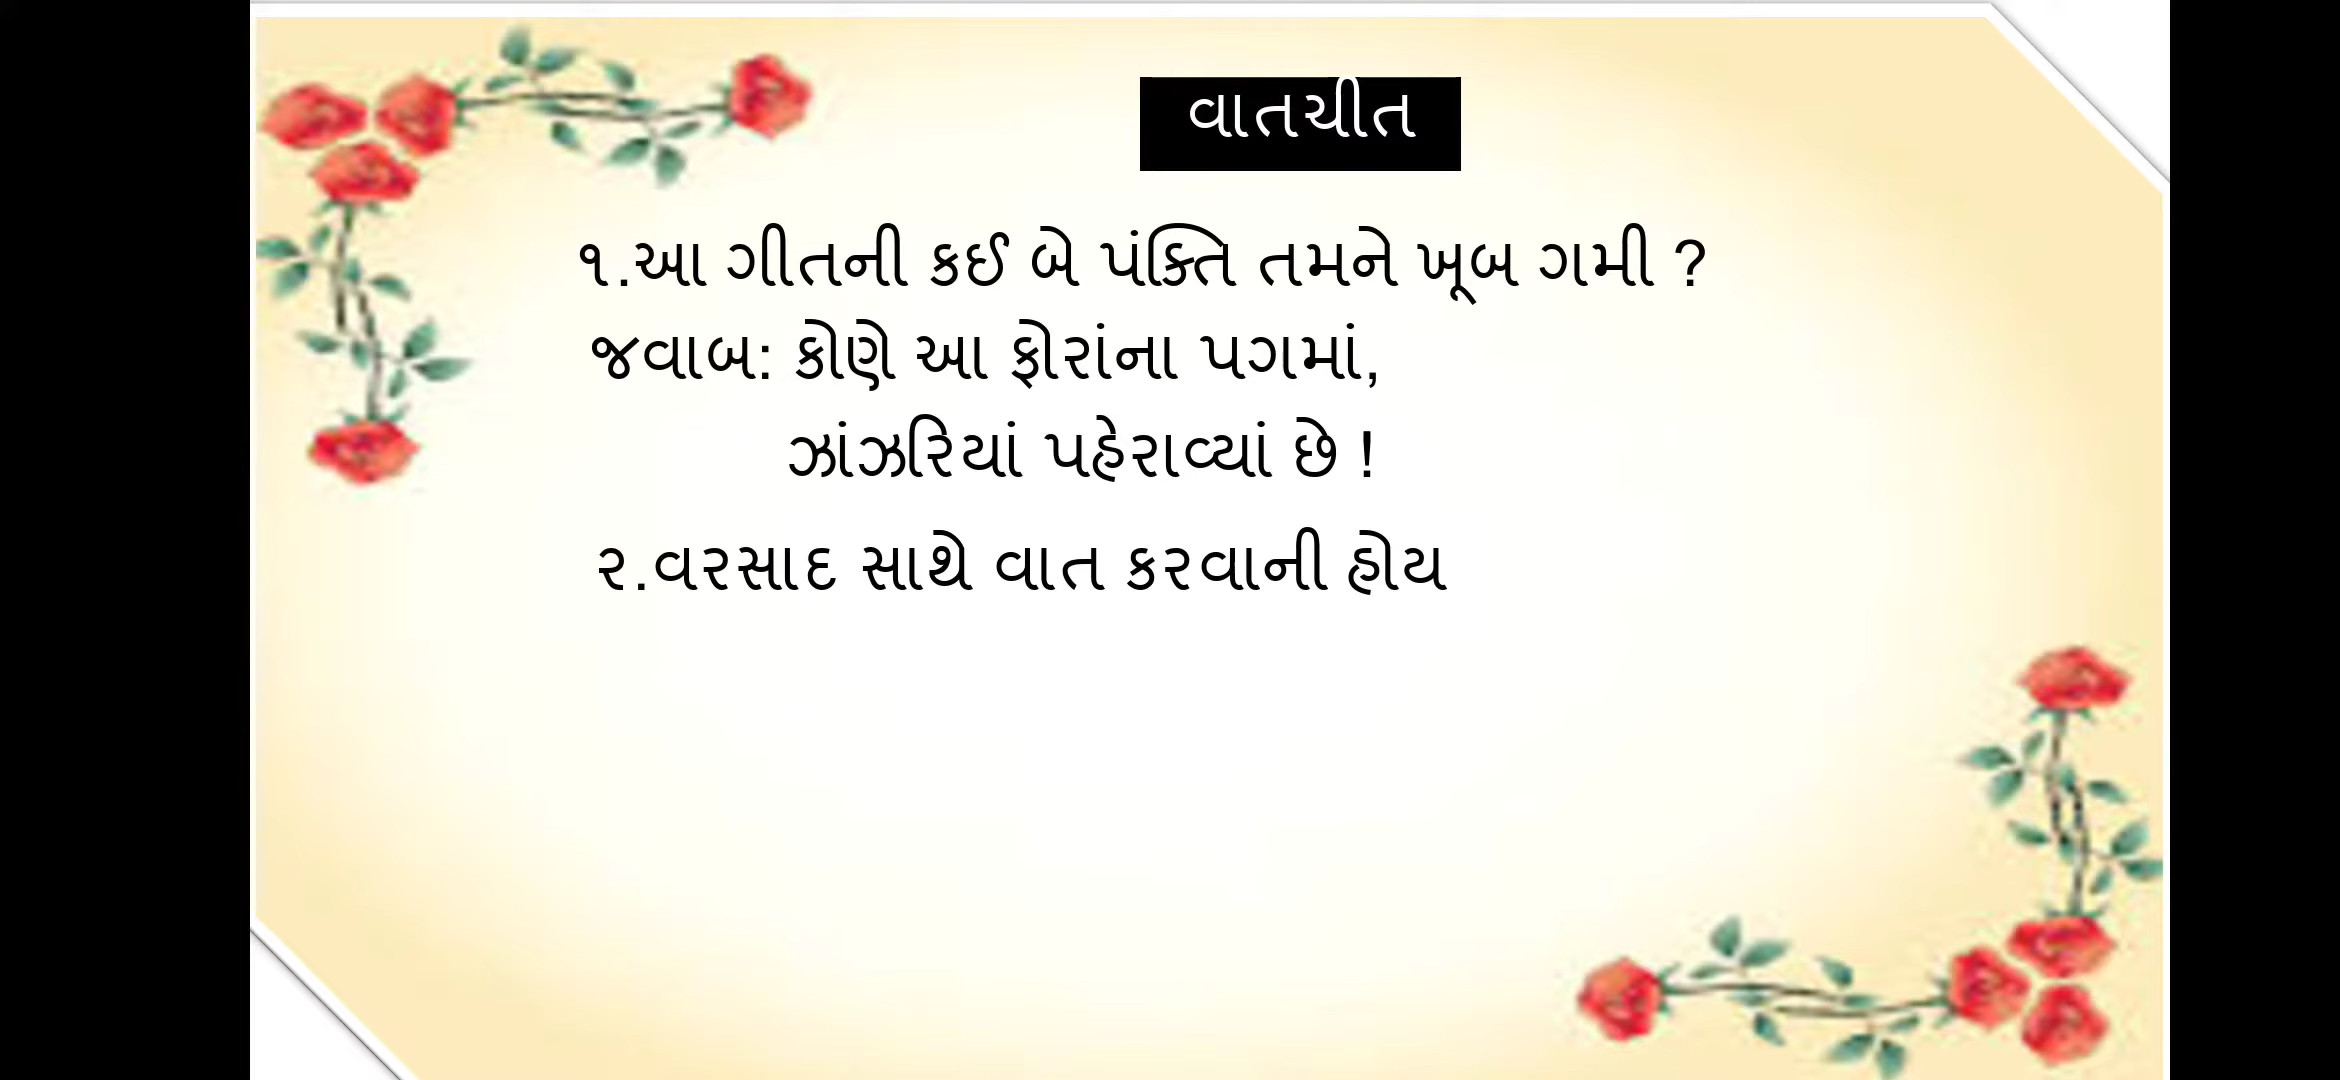 વાતચીત
૧.આ ગીતની કઈ બે પંક્તિ તમને ખૂબ ગમી ?
જવાબ: કોણે આ ફોરાંના પગમાં,
ઝાંઝરિયાં પહેરાવ્યાં છે !
૨.વરસાદ સાથે વાત કરવાની હોય